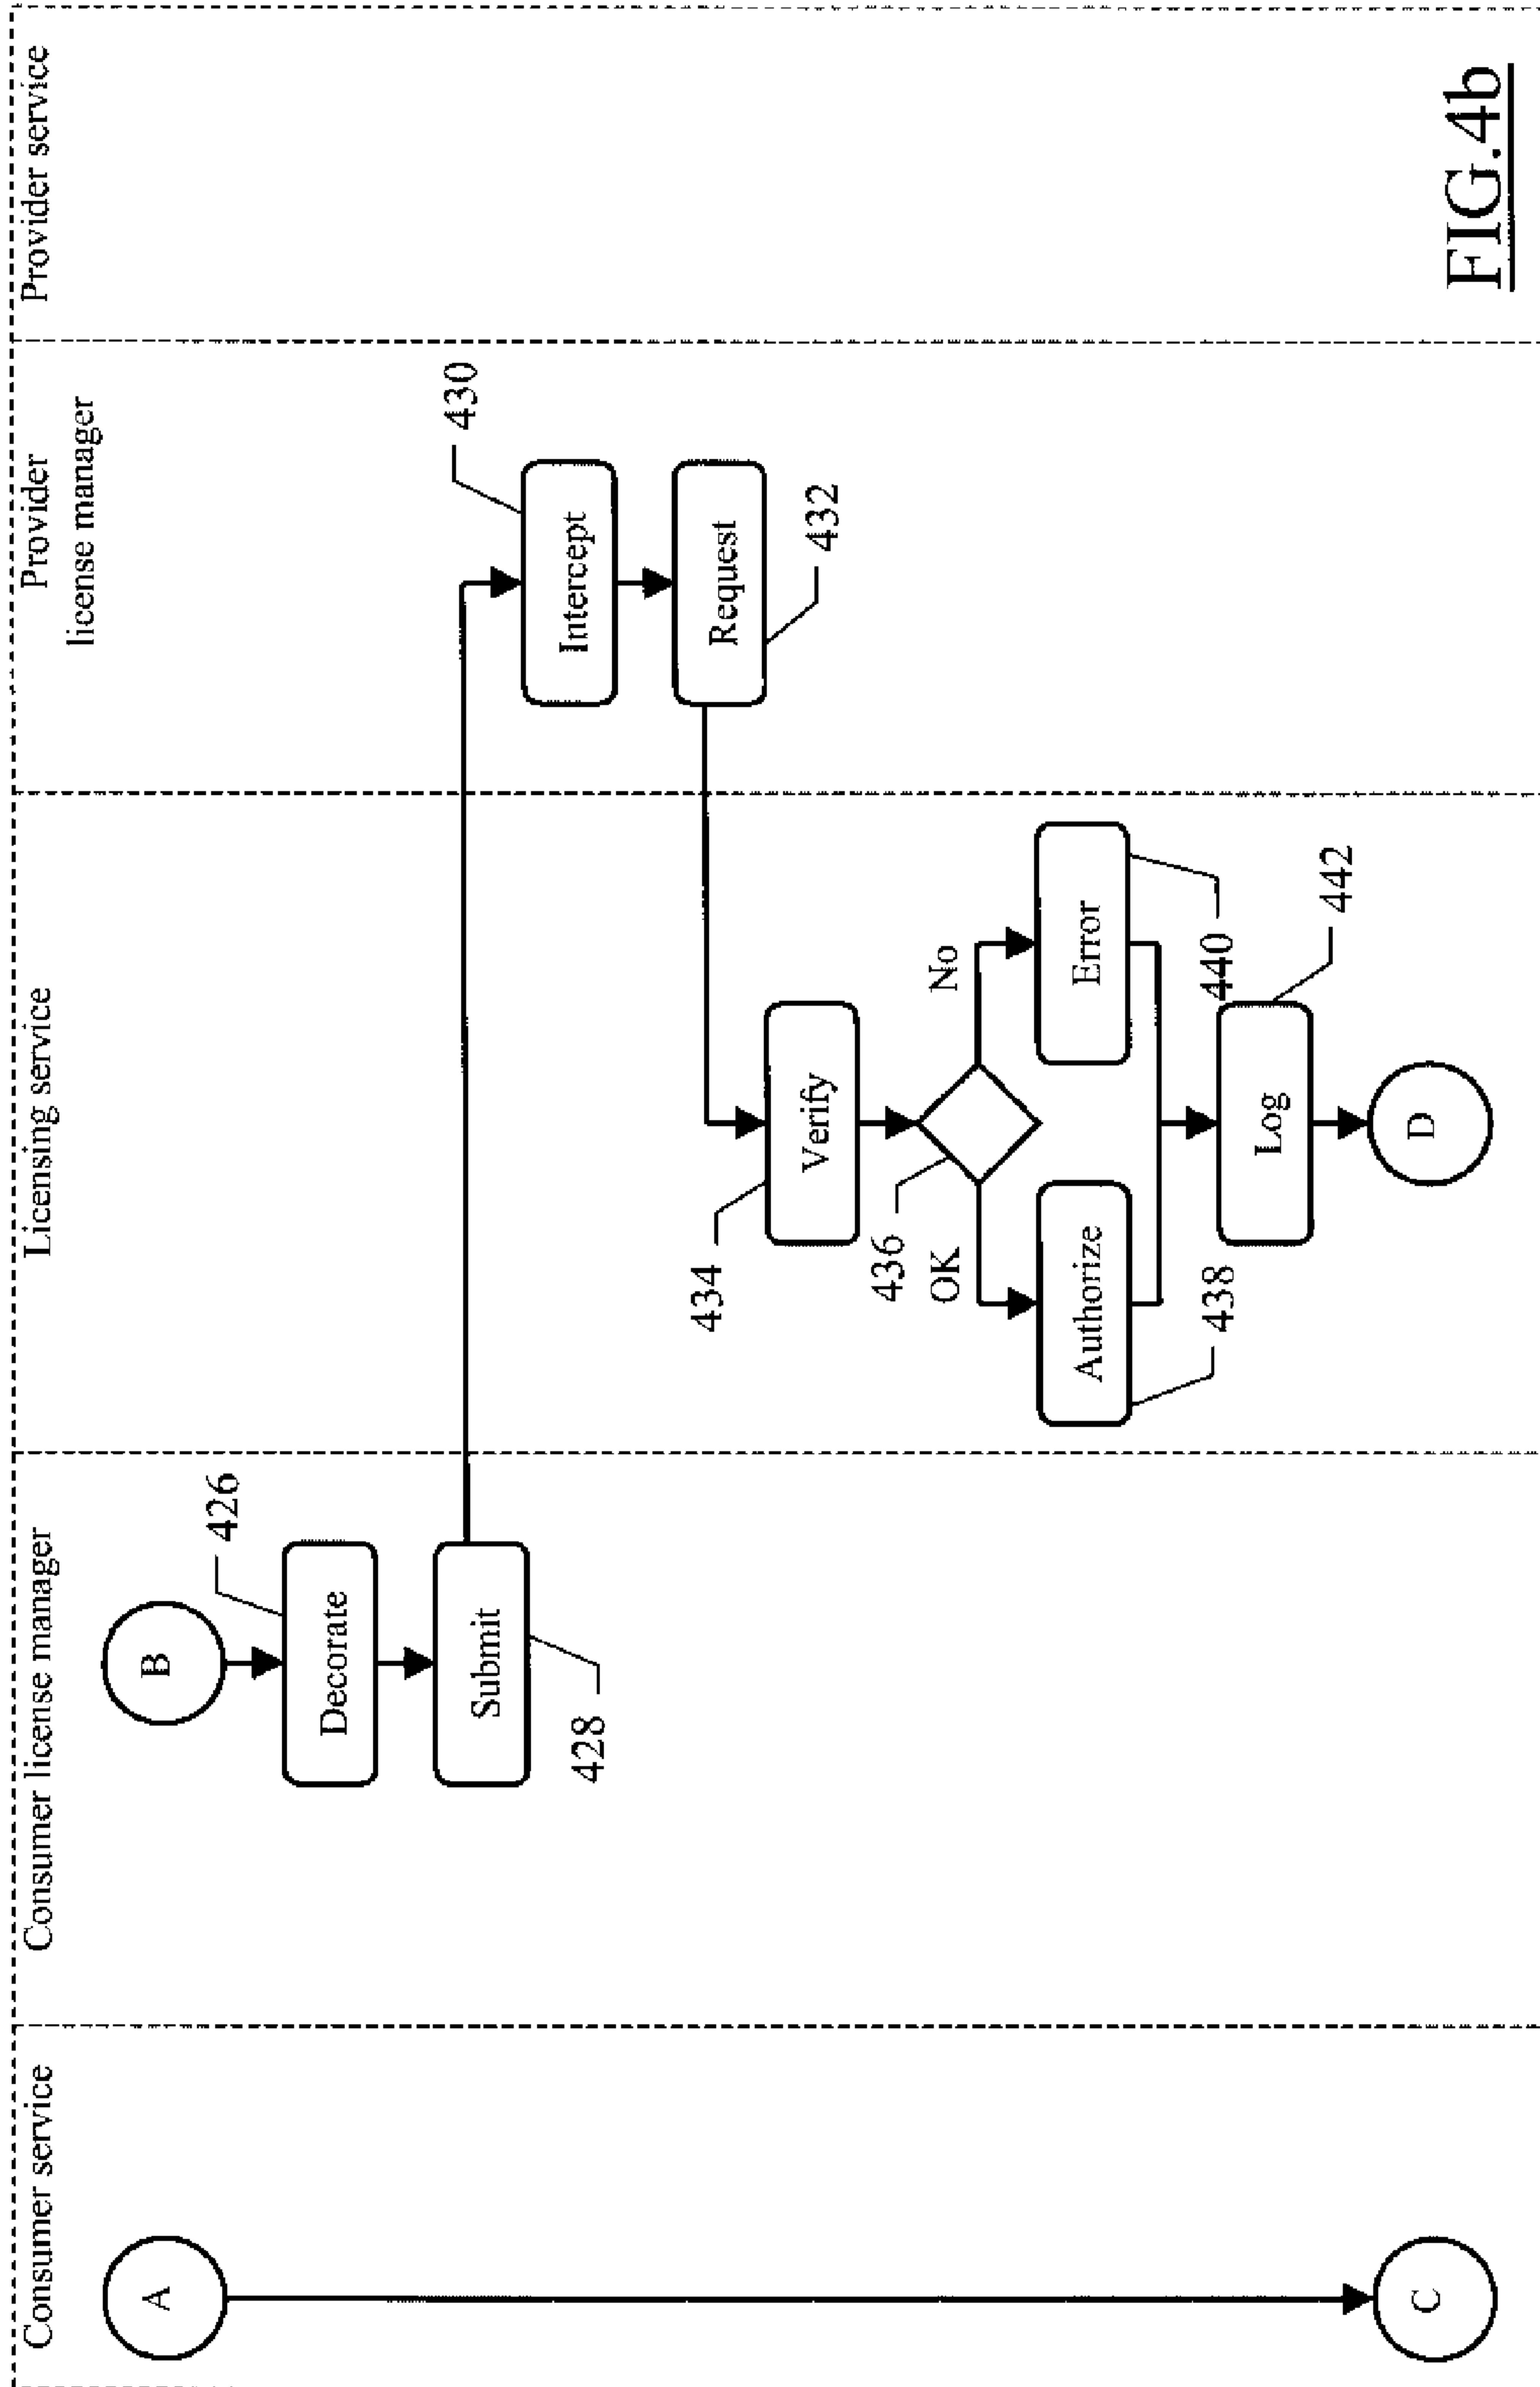 Consumer service
Consumer license manager
Licensing service
Provider
license manager
Provider service
A
B
426
Decorate
Submit
428
430
Intercept
Request
432
434
Verify
436
OK
No
Authorize
438
Error
440
Log
442
C
D
FIG.4b